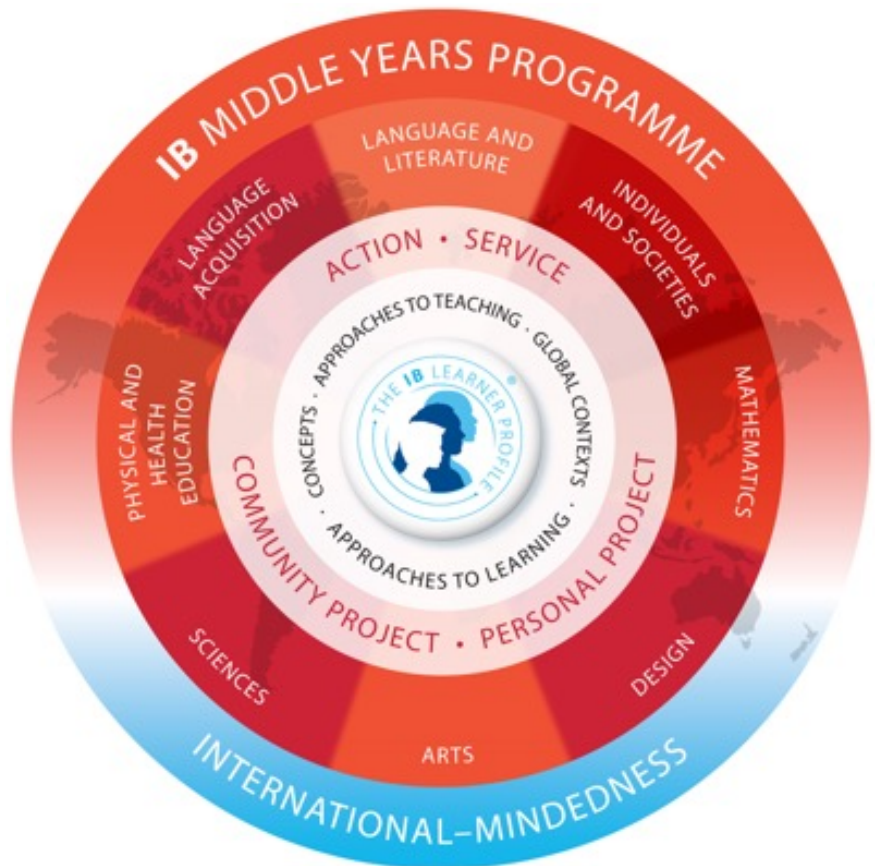 IB MIDDLE YEARS PROGRAMME
LANGUAGE AND
LITERATURE
INDIVIDUALS
AND SOCIETIES
MATHEMATICS
DESIGN
ARTS
SCIENCES
PHYSICAL AND
HEALTH
EDUCATION
LANGUAGE
ACQUISITION
ACTION · SERVICE
COMMUNITY PROJECT · PERSONAL PROJECT
APPROACHES TO TEACHING · GLOBAL CONTEXTS ·
APPROACHES TO LEARNING · CONCEPTS ·
THE IB LEARNER PROFILE ®
INTERNATIONAL–MINDEDNESS